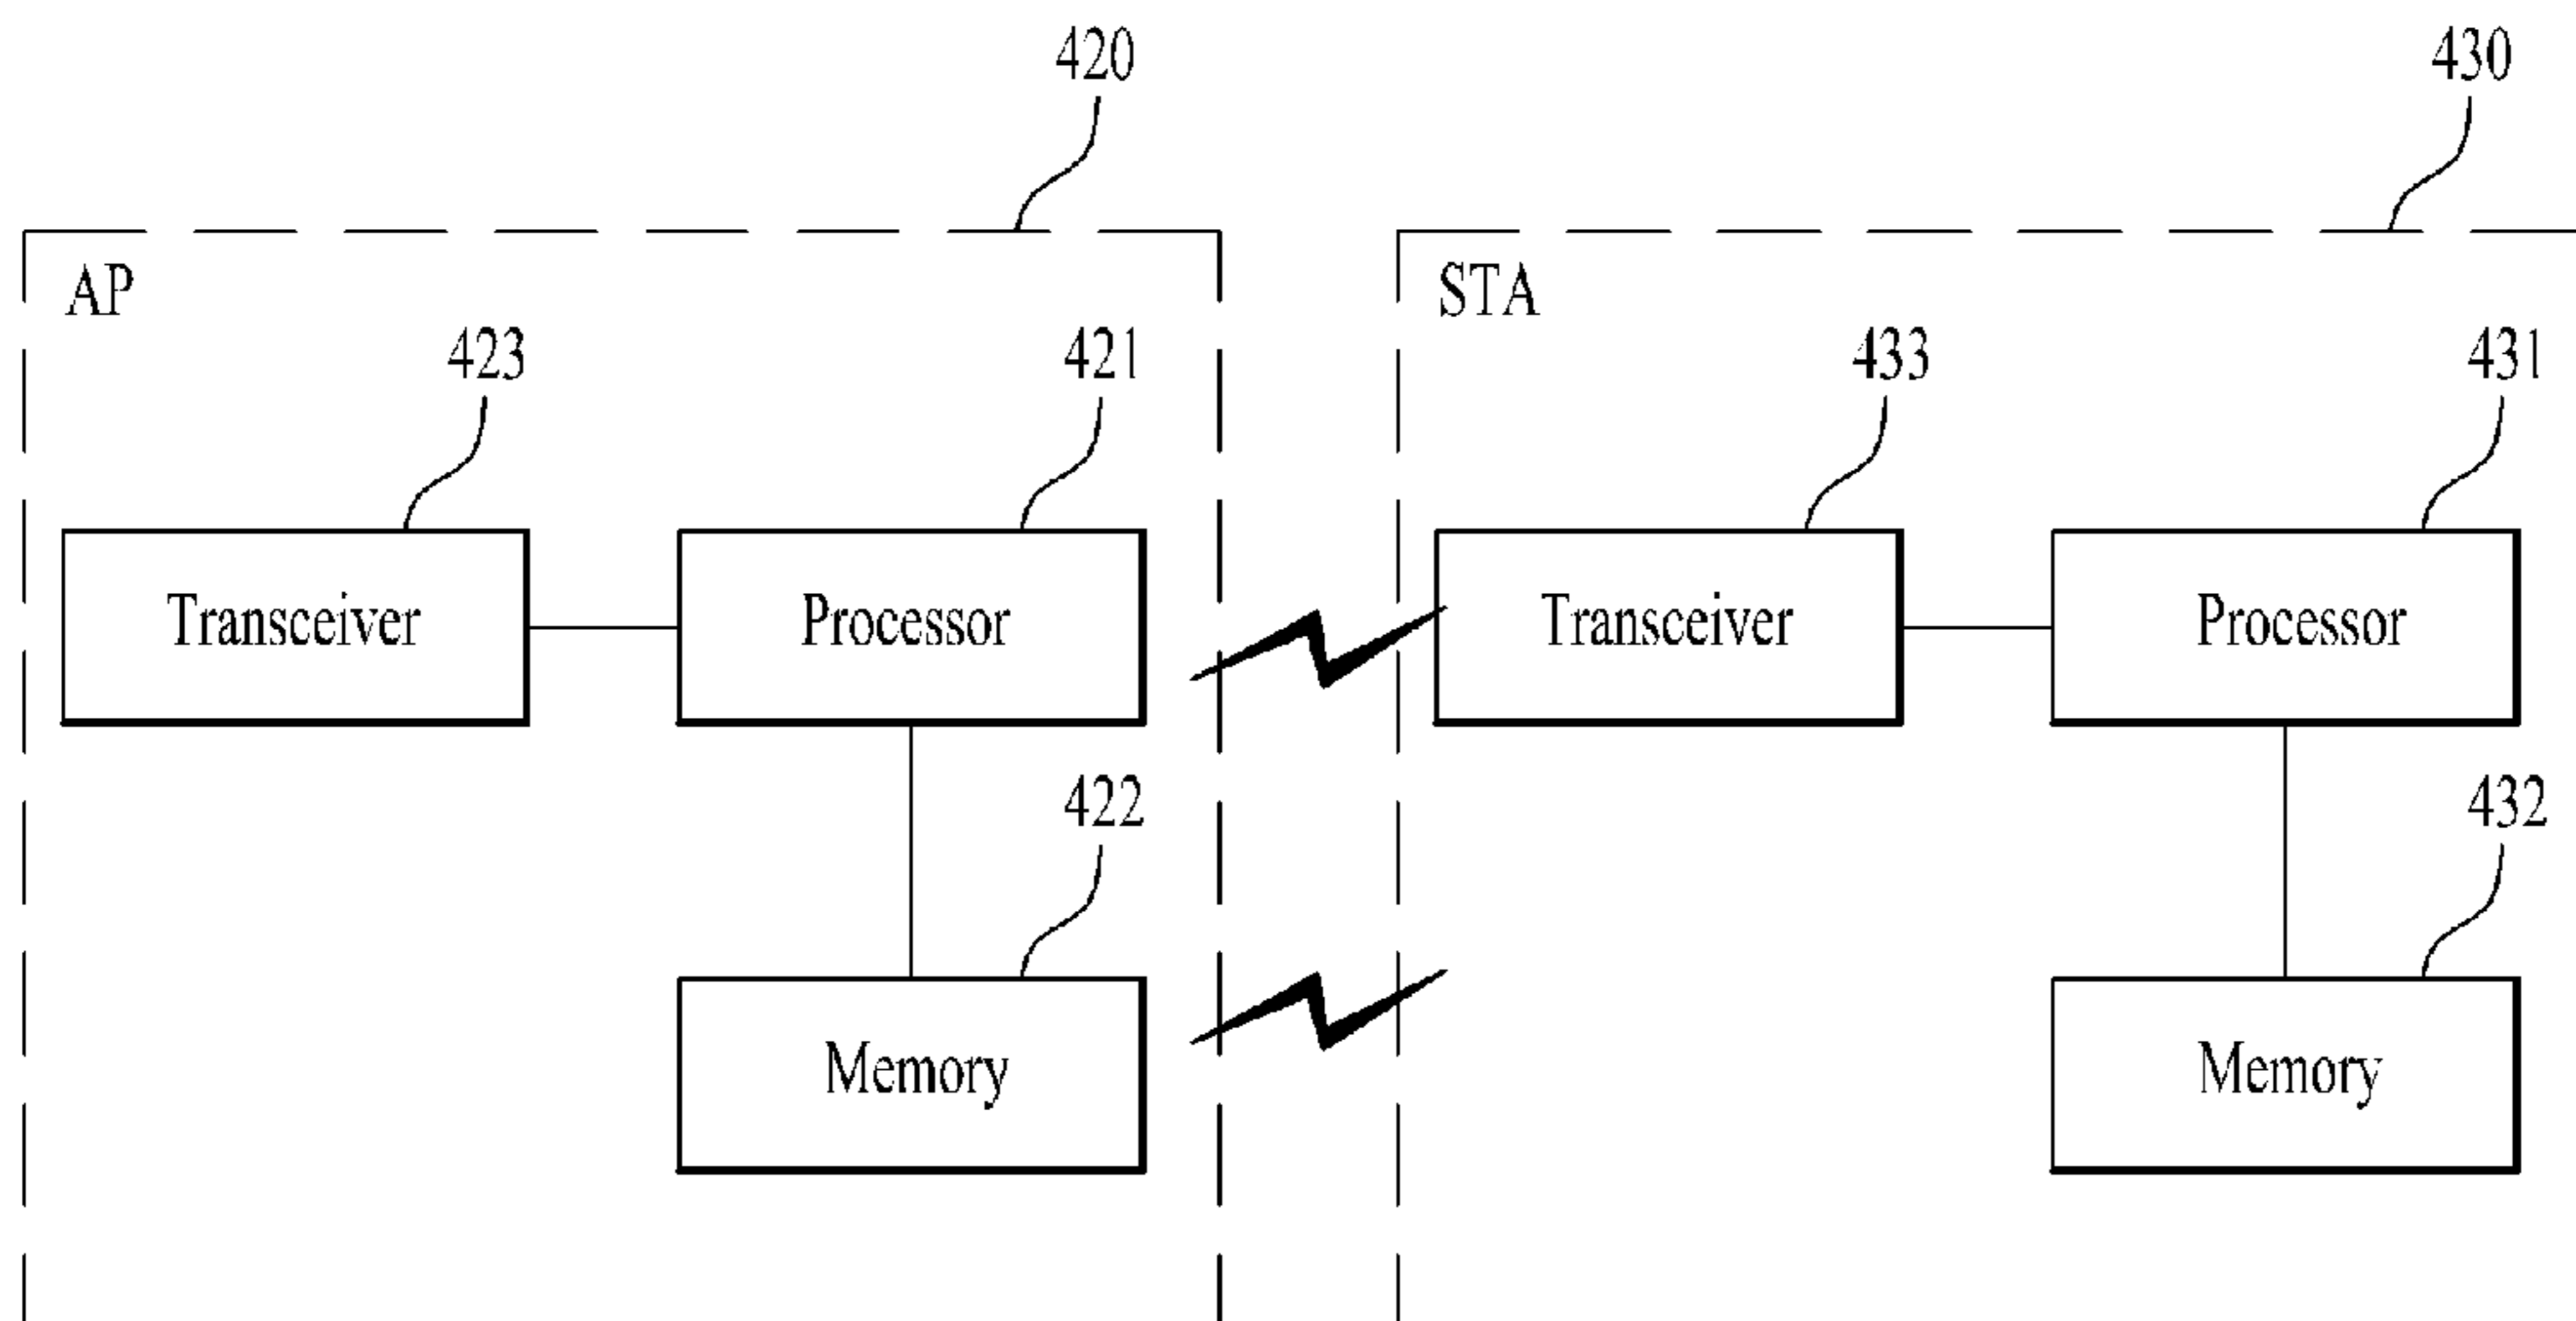 420
430
AP
STA
423
421
433
431
Transceiver
Processor
Transceiver
Processor
422
432
Memory
Memory